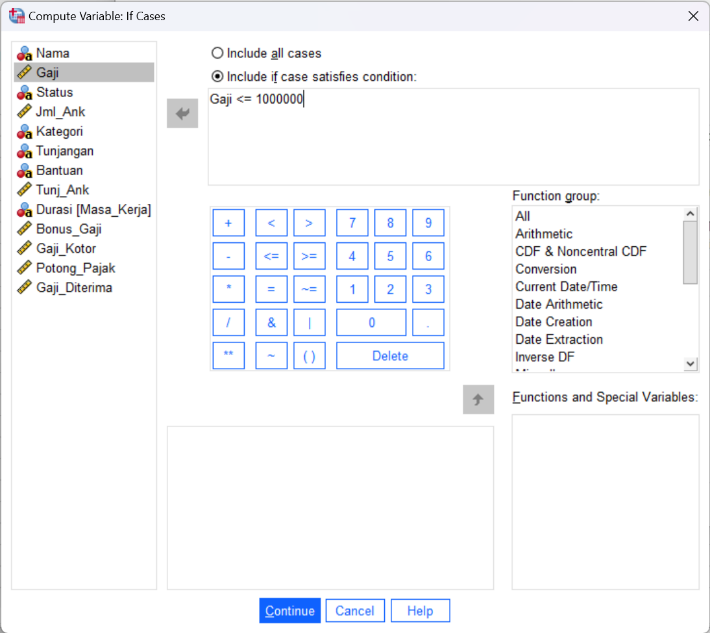 Compute Variable: If Cases
Nama
Gaji
Status
Jml_Ank
Kategori
Tunjangan
Bantuan
Tunj_Ank
Durasi [Masa_Kerja]
Bonus_Gaji
Gaji_Kotor
Potong_Pajak
Gaji_Diterima
Include all cases
Include if case satisfies condition:
Gaji <= 1000000
+ < > 7 8 9
- <= >= 4 5 6
* = ~= 1 2 3
/ & | 0 .
** ~ ( ) Delete
Function group:
All
Arithmetic
CDF & Noncentral CDF
Conversion
Current Date/Time
Date Arithmetic
Date Creation
Date Extraction
Inverse DF
Functions and Special Variables:
Continue Cancel Help